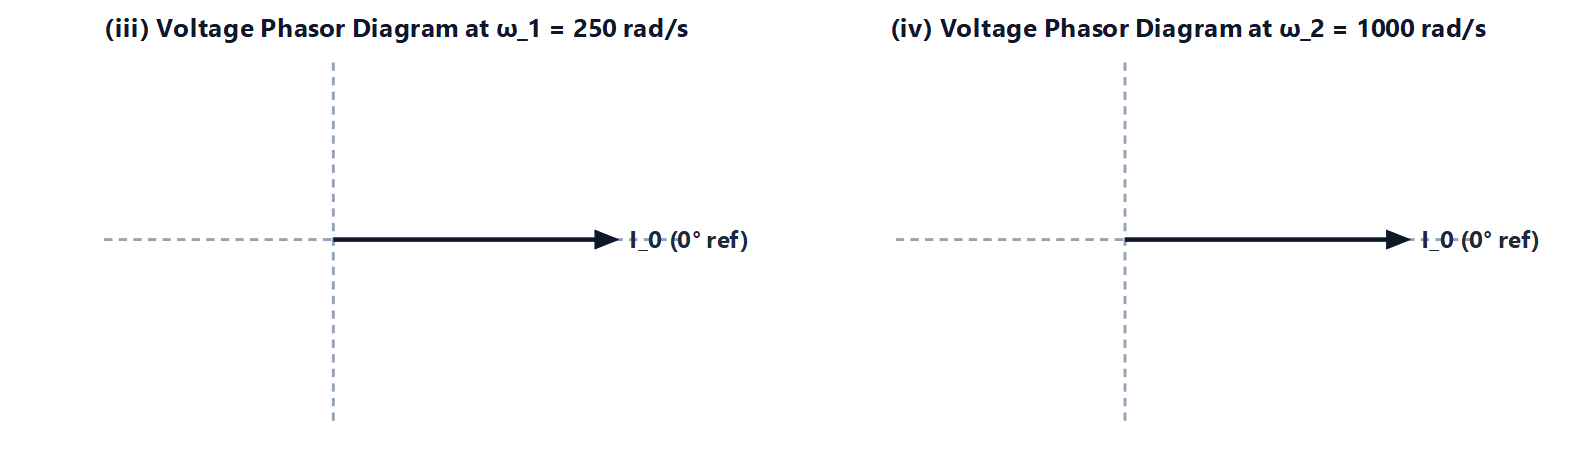 (iii) Voltage Phasor Diagram at ω_1 = 250 rad/s
(iv) Voltage Phasor Diagram at ω_2 = 1000 rad/s
I_0 (0° ref)
I_0 (0° ref)